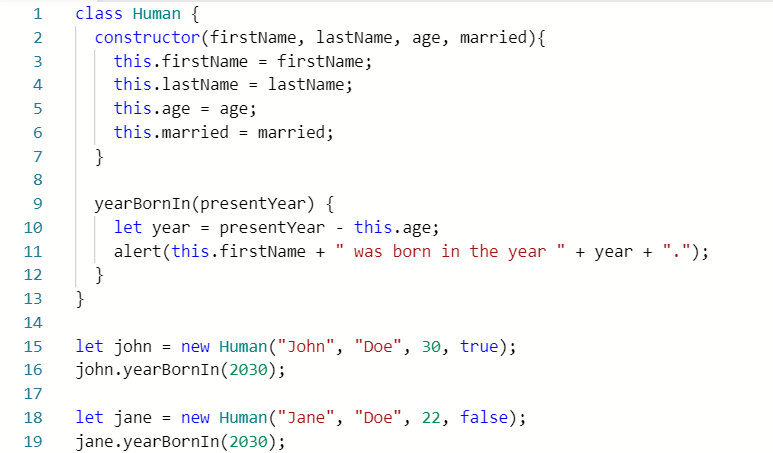 1 class Human {
2 constructor(firstName, lastName, age, married){
3 this.firstName = firstName;
4 this.lastName = lastName;
5 this.age = age;
6 this.married = married;
7 }
8
9 yearBornIn(presentYear) {
10 let year = presentYear - this.age;
11 alert(this.firstName + " was born in the year " + year + ".");
12 }
13 }
14
15 let john = new Human("John", "Doe", 30, true);
16 john.yearBornIn(2030);
17
18 let jane = new Human("Jane", "Doe", 22, false);
19 jane.yearBornIn(2030);